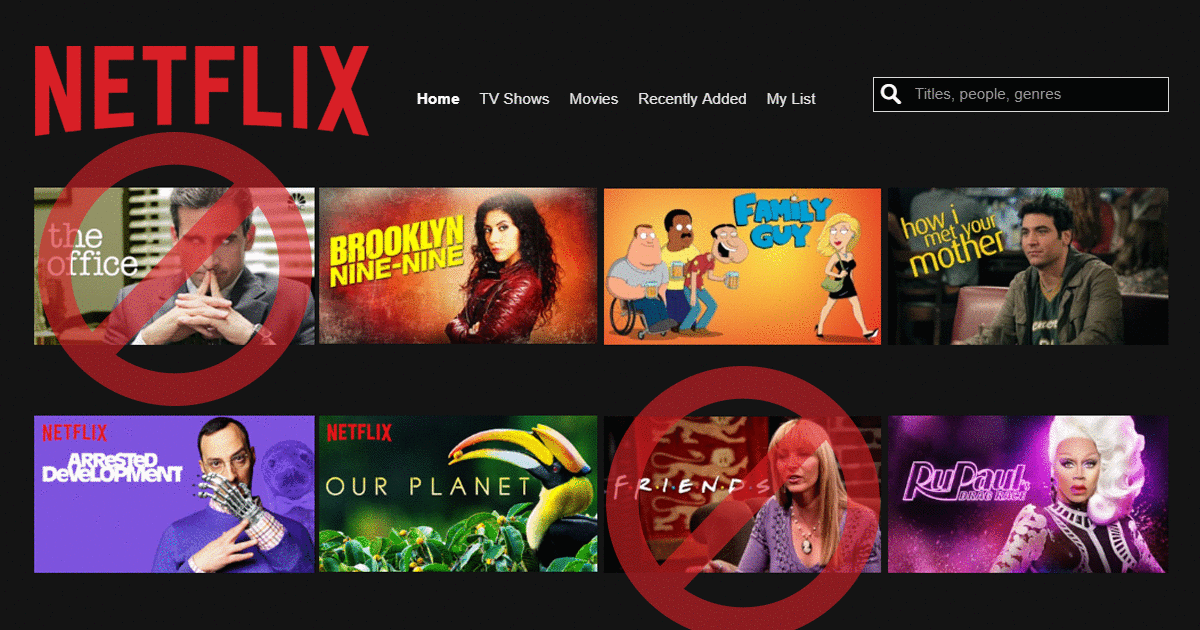 NETFLIX
Home TV Shows Movies Recently Added My List
Titles, people, genres
the
office
BROOKLYN
NINE-NINE
FAMILY
GUY
how i
met your
mother
NETFLIX
ARReSTeD
DeVeLOPMeNT
NETFLIX
OUR PLANET
F•R•I•E•N•D•S
RuPaul's
DRAG RACE